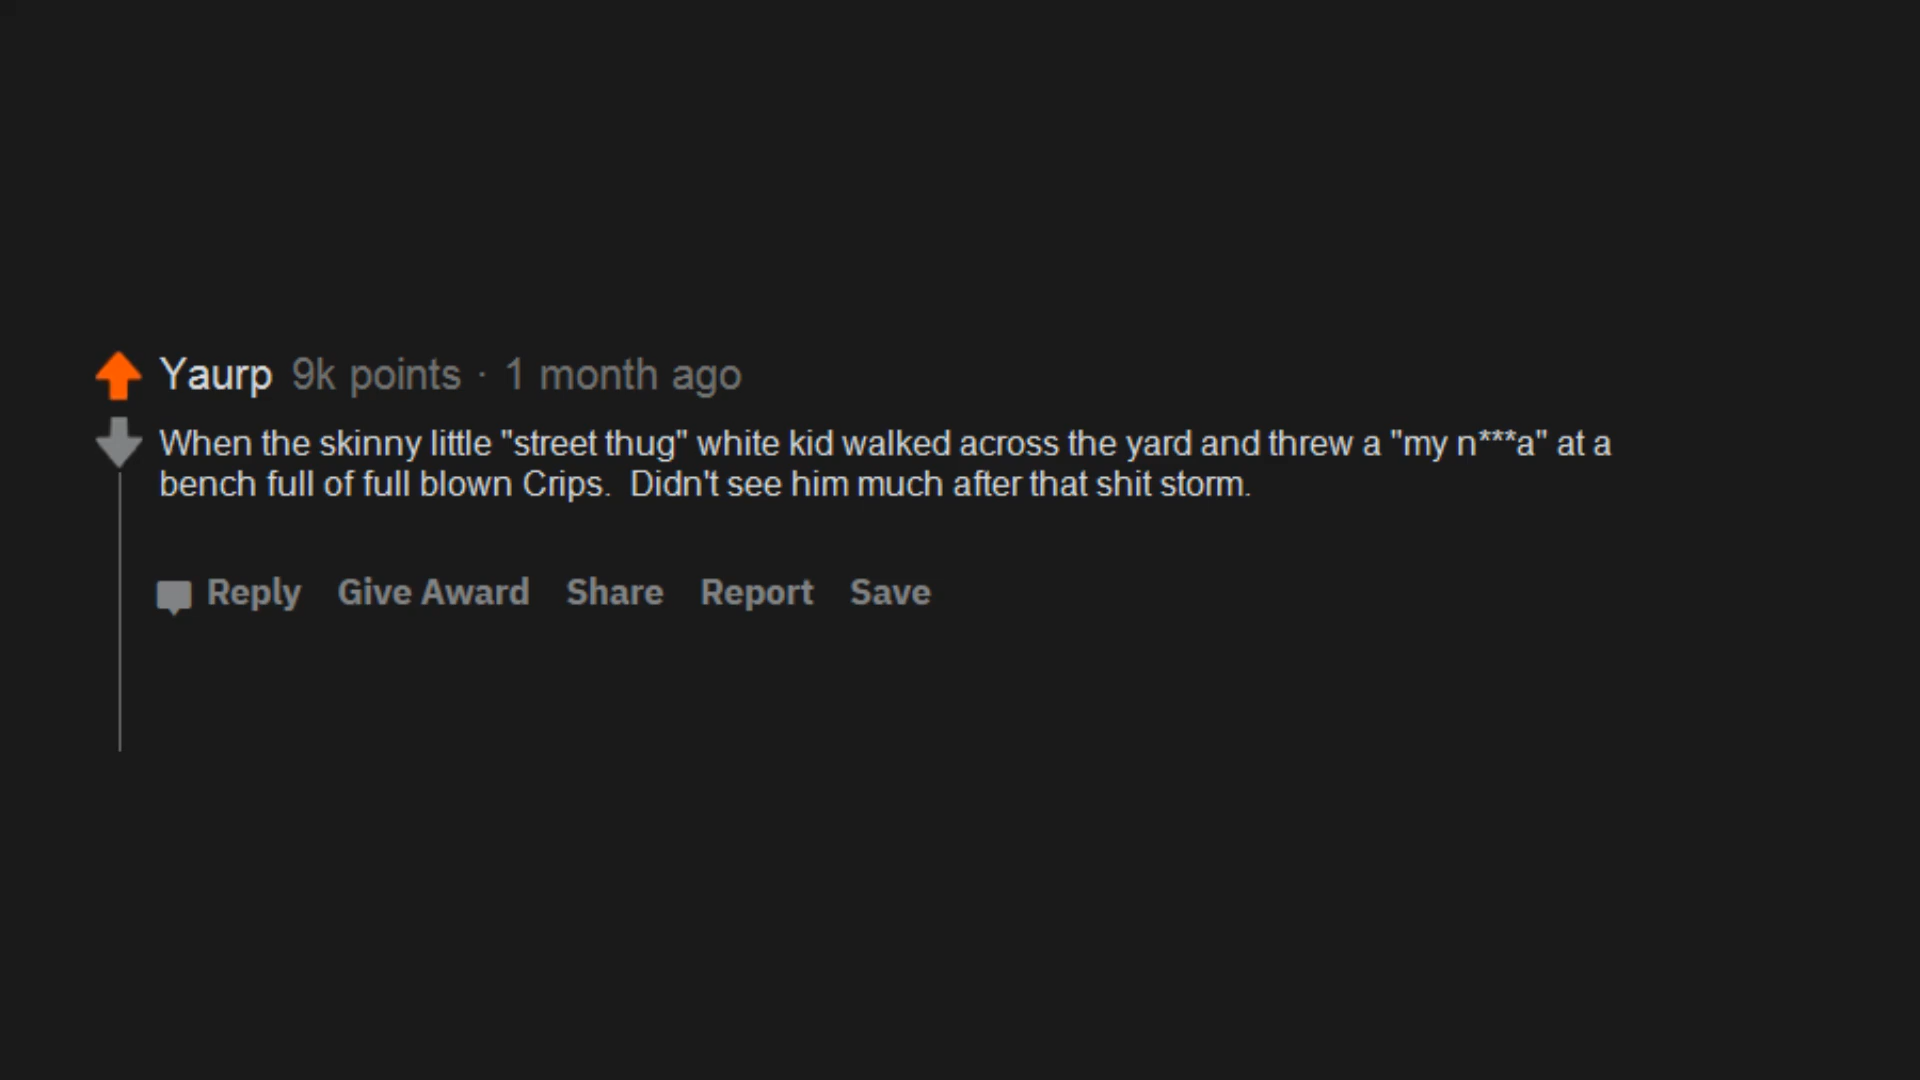 Yaurp 9k points · 1 month ago
When the skinny little "street thug" white kid walked across the yard and threw a "my n***a" at a
bench full of full blown Crips.  Didn't see him much after that shit storm.
Reply Give Award Share Report Save